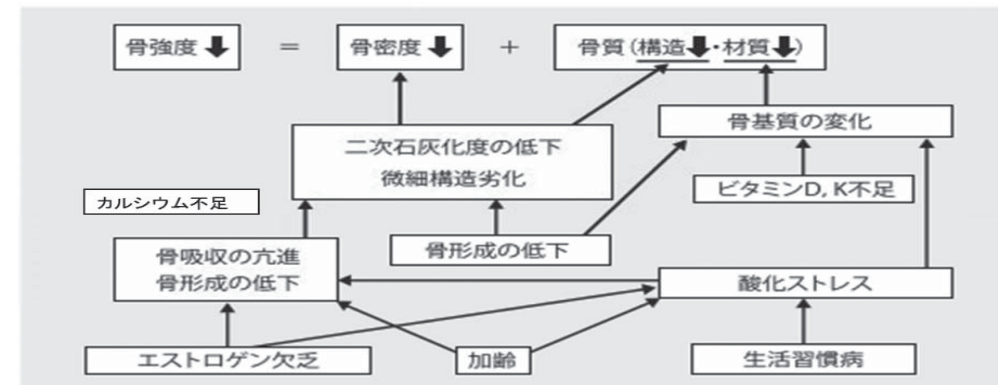 骨強度⬇ = 骨密度⬇ + 骨質(構造⬇・材質⬇)
骨基質の変化
二次石灰化度の低下
微細構造劣化
ビタミンD, K不足
カルシウム不足
骨吸収の亢進
骨形成の低下
骨形成の低下
酸化ストレス
エストロゲン欠乏
加齢
生活習慣病